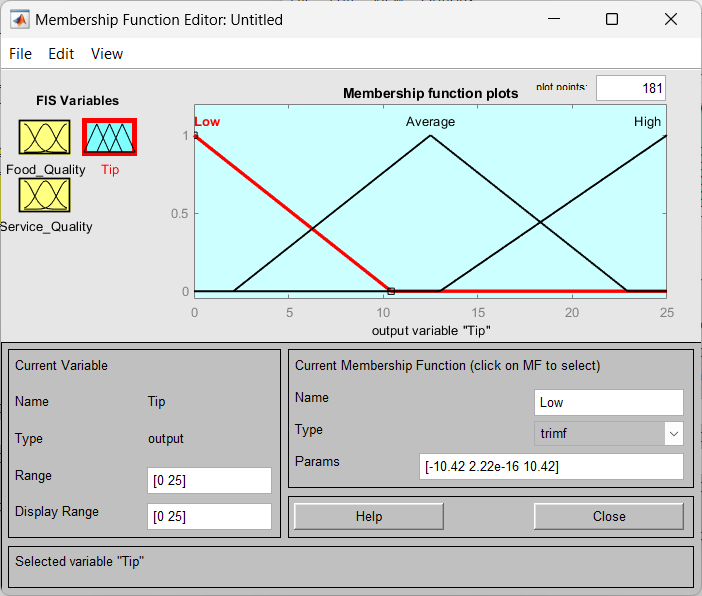 Membership Function Editor: Untitled
File Edit View
FIS Variables
Food_Quality
Tip
Service_Quality
Membership function plots
plot points:
181
Low
Average
High
1
0.5
0
0 5 10 15 20 25
output variable "Tip"
Current Variable
Name Tip
Type output
Range [0 25]
Display Range [0 25]
Current Membership Function (click on MF to select)
Name Low
Type trimf
Params [-10.42 2.22e-16 10.42]
Help Close
Selected variable "Tip"